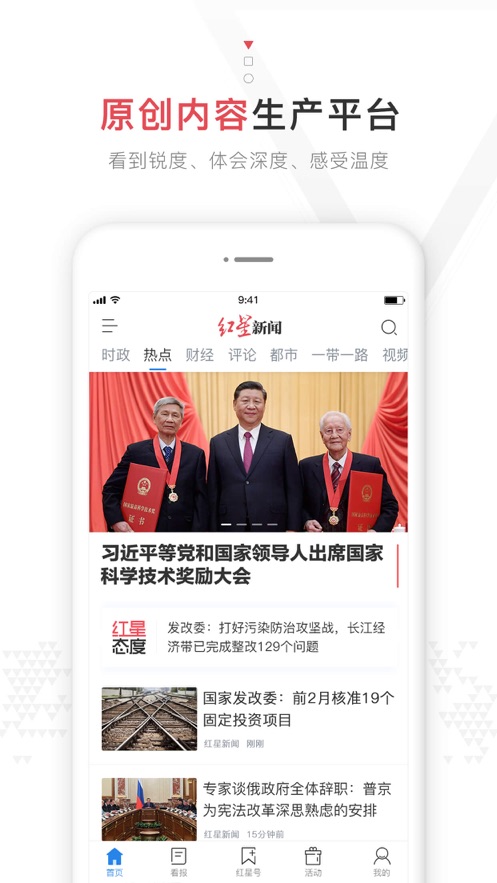 原创内容生产平台
看到锐度、体会深度、感受温度
9:41
红星新闻
时政 热点 财经 评论 都市 一带一路 视频
证书
习近平等党和国家领导人出席国家
科学技术奖励大会
红星
态度
发改委：打好污染防治攻坚战，长江经
济带已完成整改129个问题
国家发改委：前2月核准19个
固定投资项目
红星新闻 刚刚
专家谈俄政府全体辞职：普京
为宪法改革深思熟虑的安排
红星新闻 15分钟前
首页 看报 红星号 活动 我的